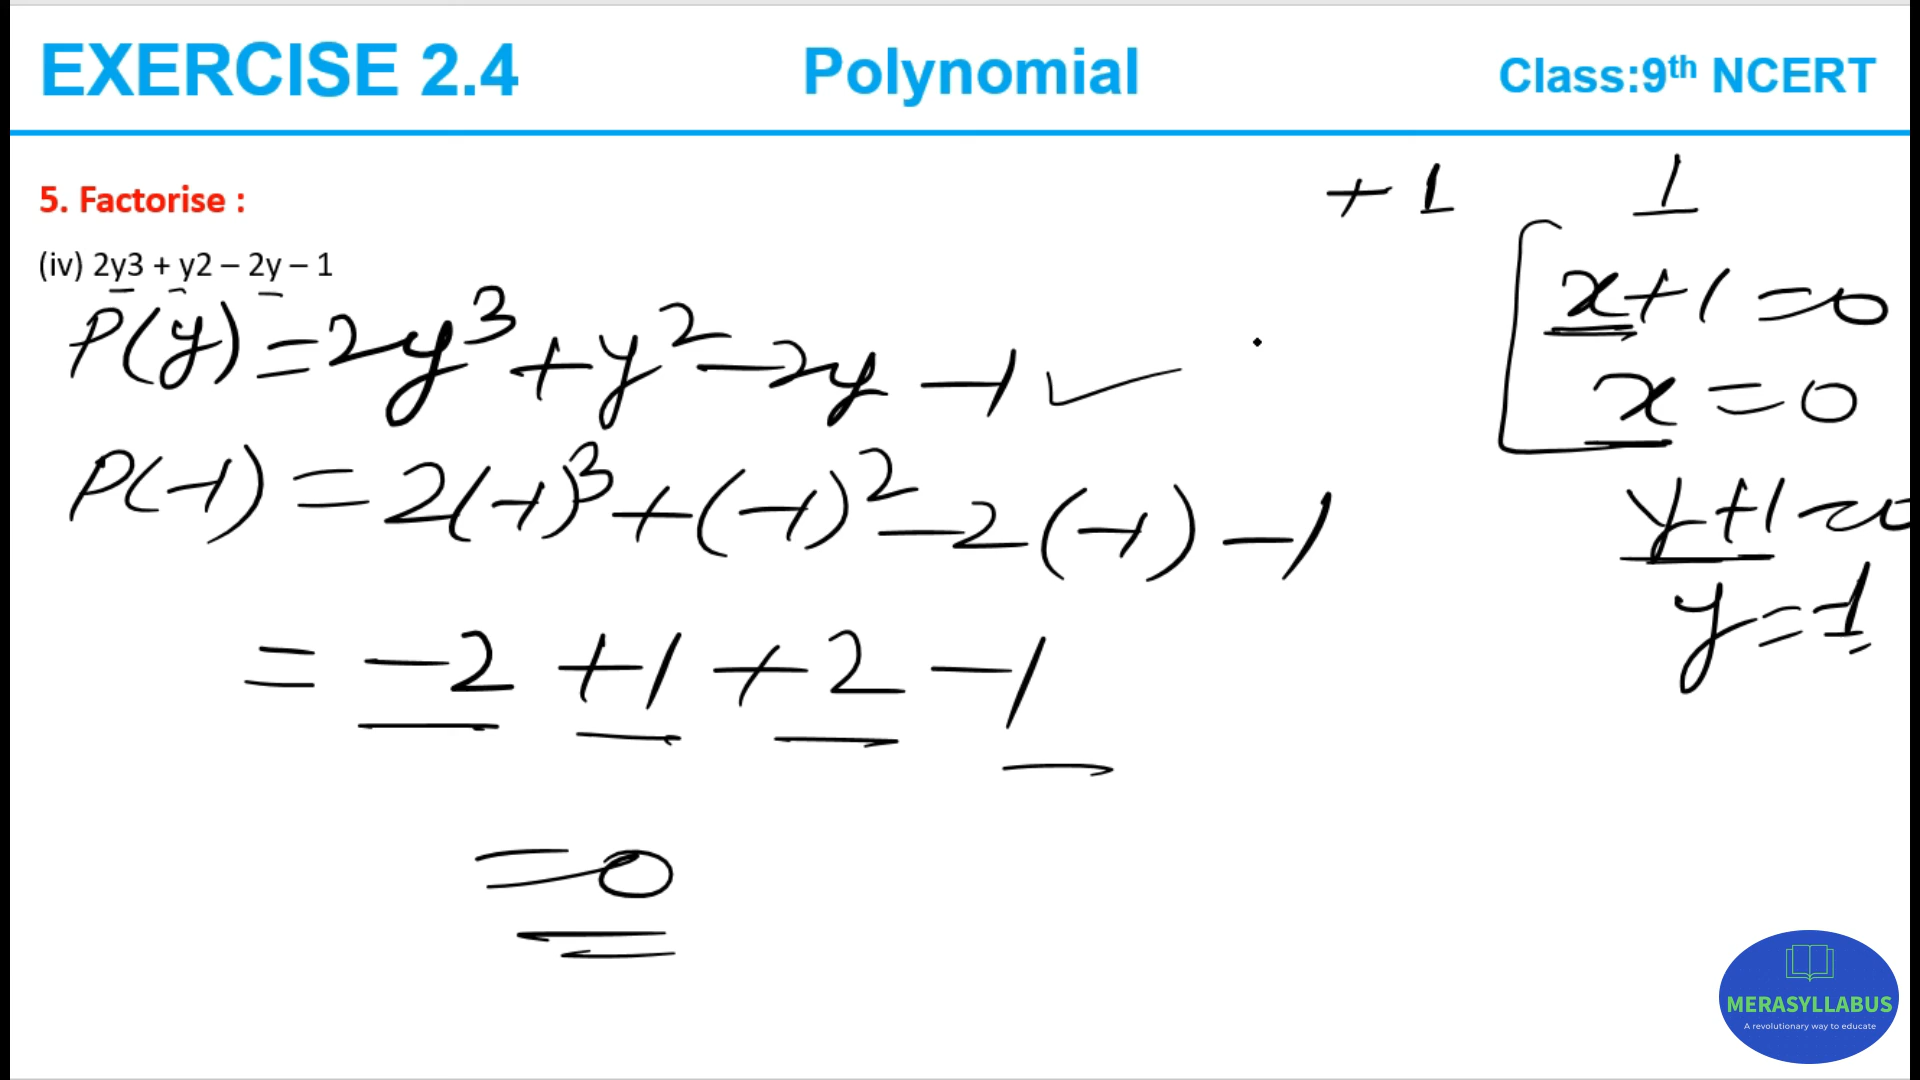 EXERCISE 2.4 Polynomial Class:9th NCERT
5. Factorise :
(iv) 2y3 + y2 – 2y – 1
+1 1
x+1=0
x=0
y+1=0
y=-1
P(y)=2y³+y²-2y-1
P(-1)=2(-1)³+(-1)²-2(-1)-1
=-2+1+2-1
=0
MERASYLLABUS
A revolutionary way to educate